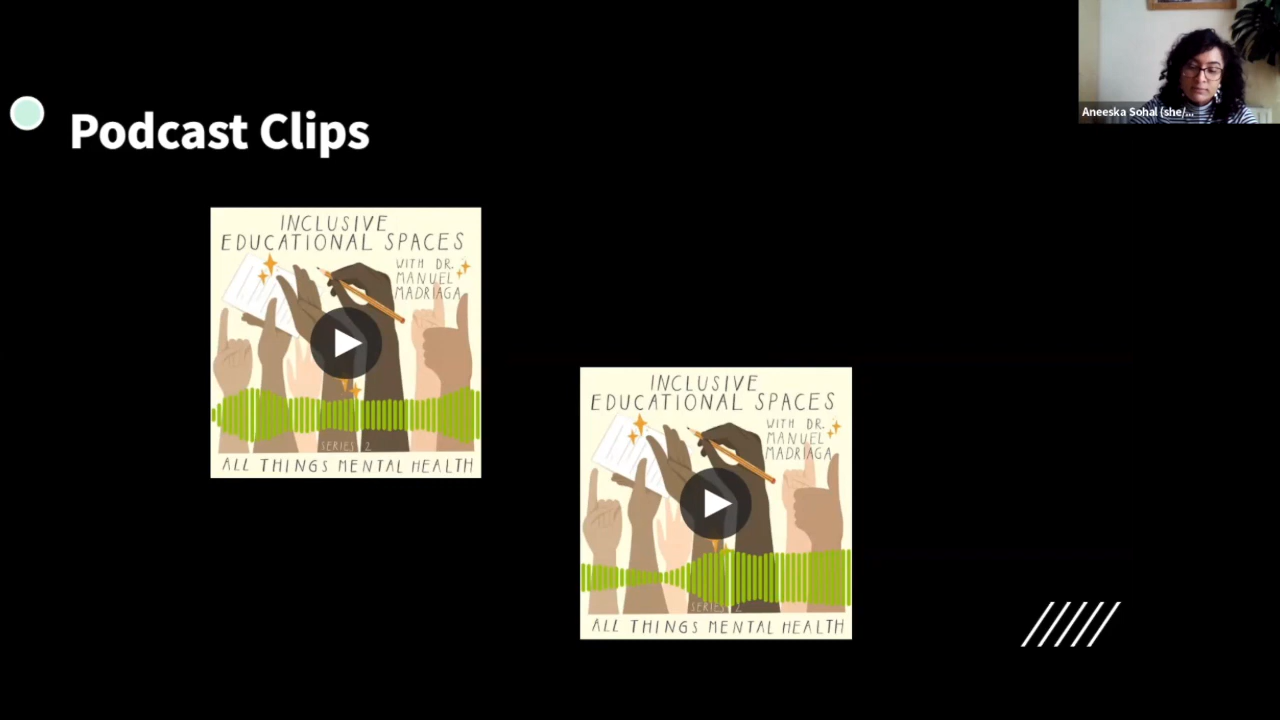 Podcast Clips
Aneeska Sohal (she/...
INCLUSIVE
EDUCATIONAL SPACES
WITH DR.
MANUEL
MADRIAGA
SERIES 2
ALL THINGS MENTAL HEALTH
INCLUSIVE
EDUCATIONAL SPACES
WITH DR.
MANUEL
MADRIAGA
SERIES 2
ALL THINGS MENTAL HEALTH